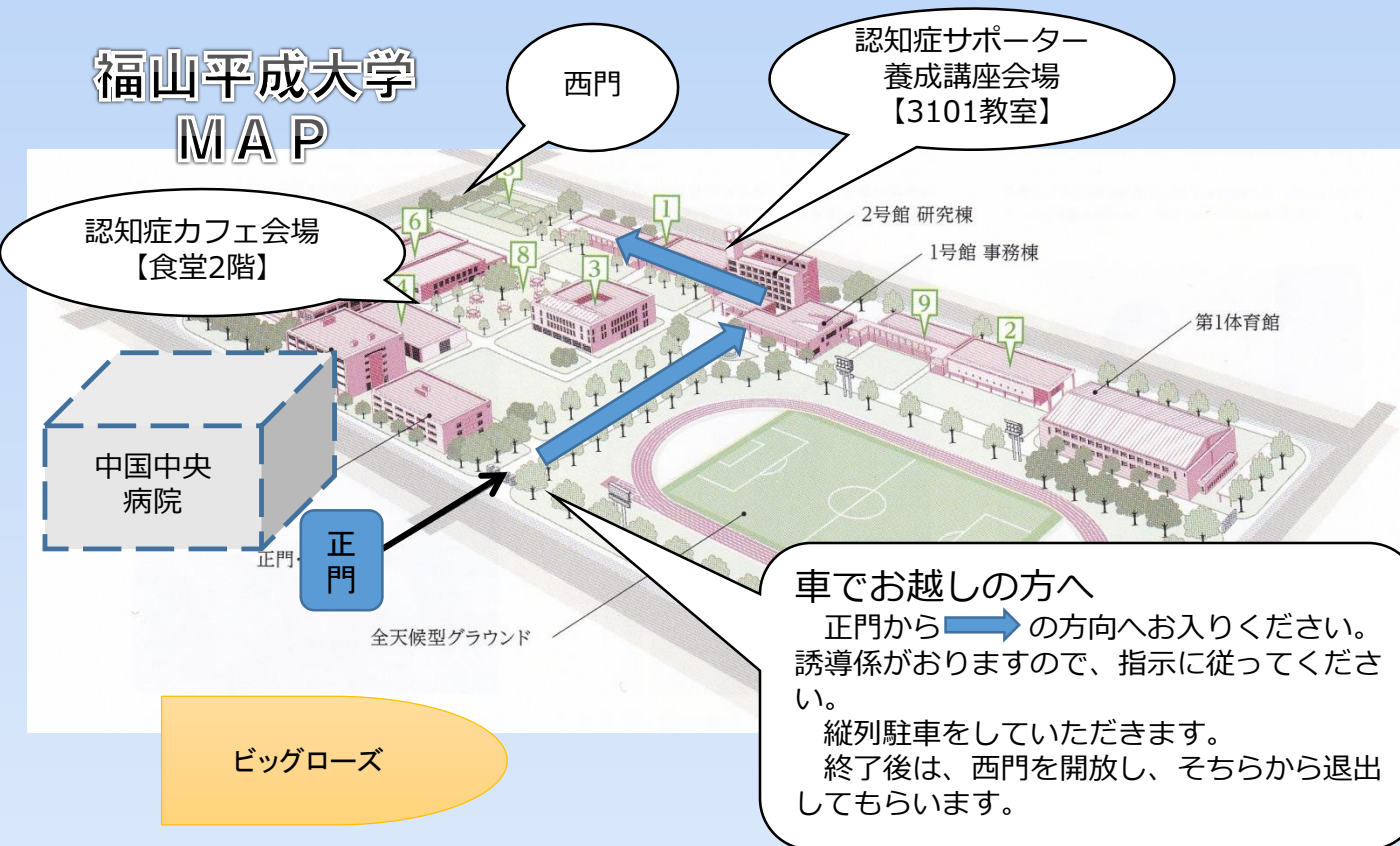 福山平成大学
ＭＡＰ
西門
認知症サポーター
養成講座会場
【3101教室】
認知症カフェ会場
【食堂2階】
5
6
1
8
3
4
9
2
2号館 研究棟
1号館 事務棟
第1体育館
中国中央
病院
正門
正
門
全天候型グラウンド
ビッグローズ
車でお越しの方へ
正門から の方向へお入りください。
誘導係がおりますので、指示に従ってくださ
い。
縦列駐車をしていただきます。
終了後は、西門を開放し、そちらから退出
してもらいます。